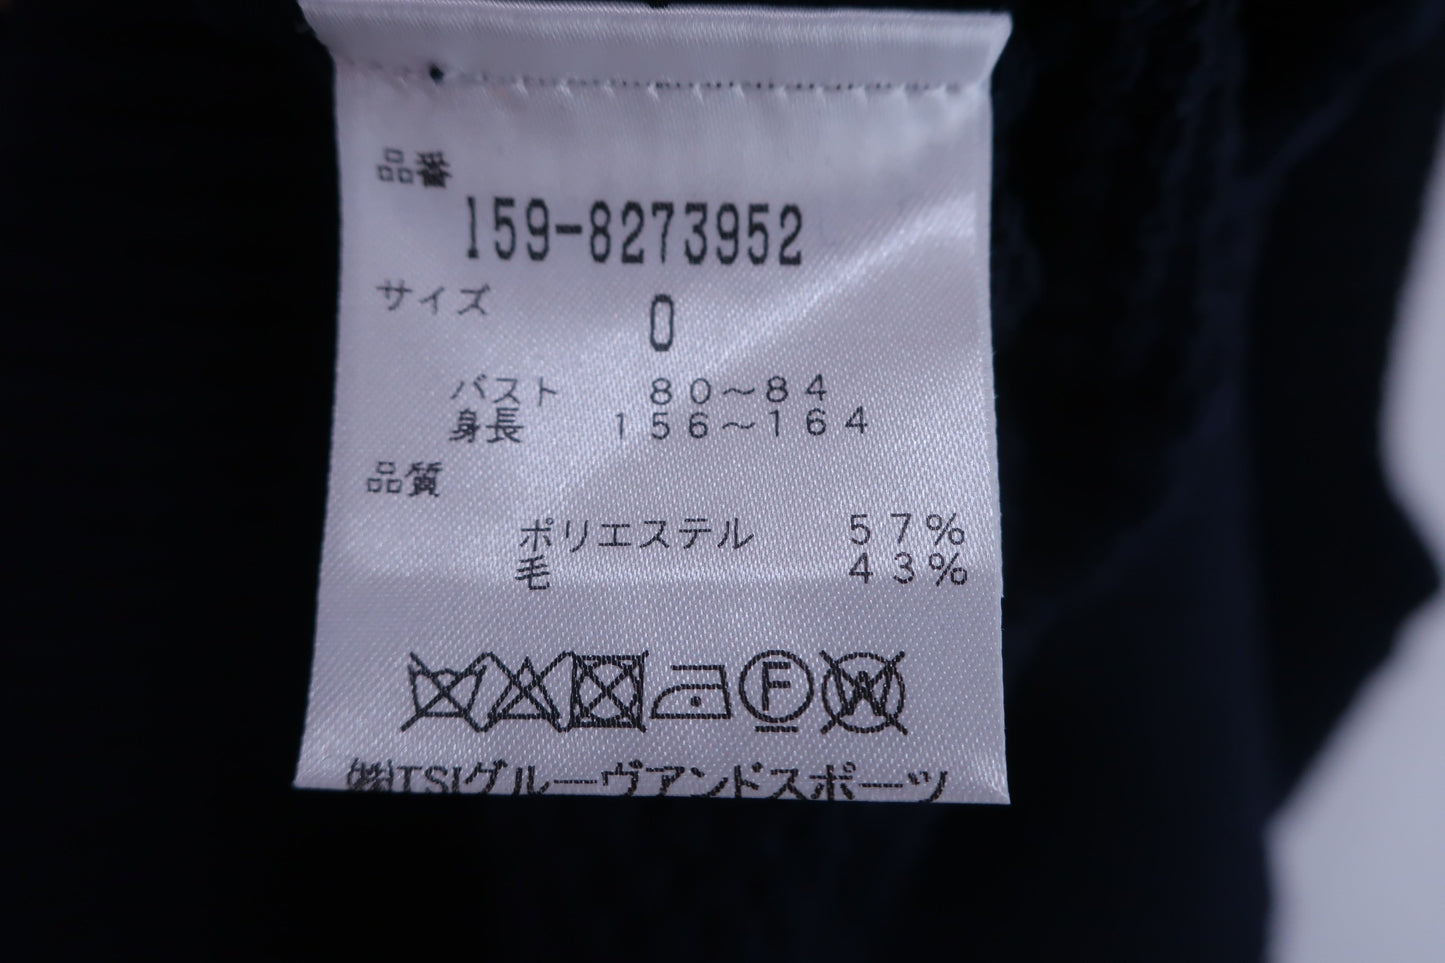 品番
159-8273952
サイズ 0
バスト 80～84
身長 156～164
品質
ポリエステル 57%
毛 43%
F W
㈱TSIグルーヴアンドスポーツ